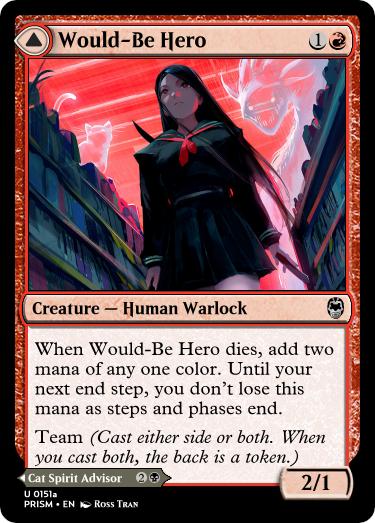 Would-Be Hero 1
Creature — Human Warlock
When Would-Be Hero dies, add two
mana of any one color. Until your
next end step, you don't lose this
mana as steps and phases end.
Team (Cast either side or both. When
you cast both, the back is a token.)
Cat Spirit Advisor 2
2/1
U 0151a
PRISM • EN Ross Tran